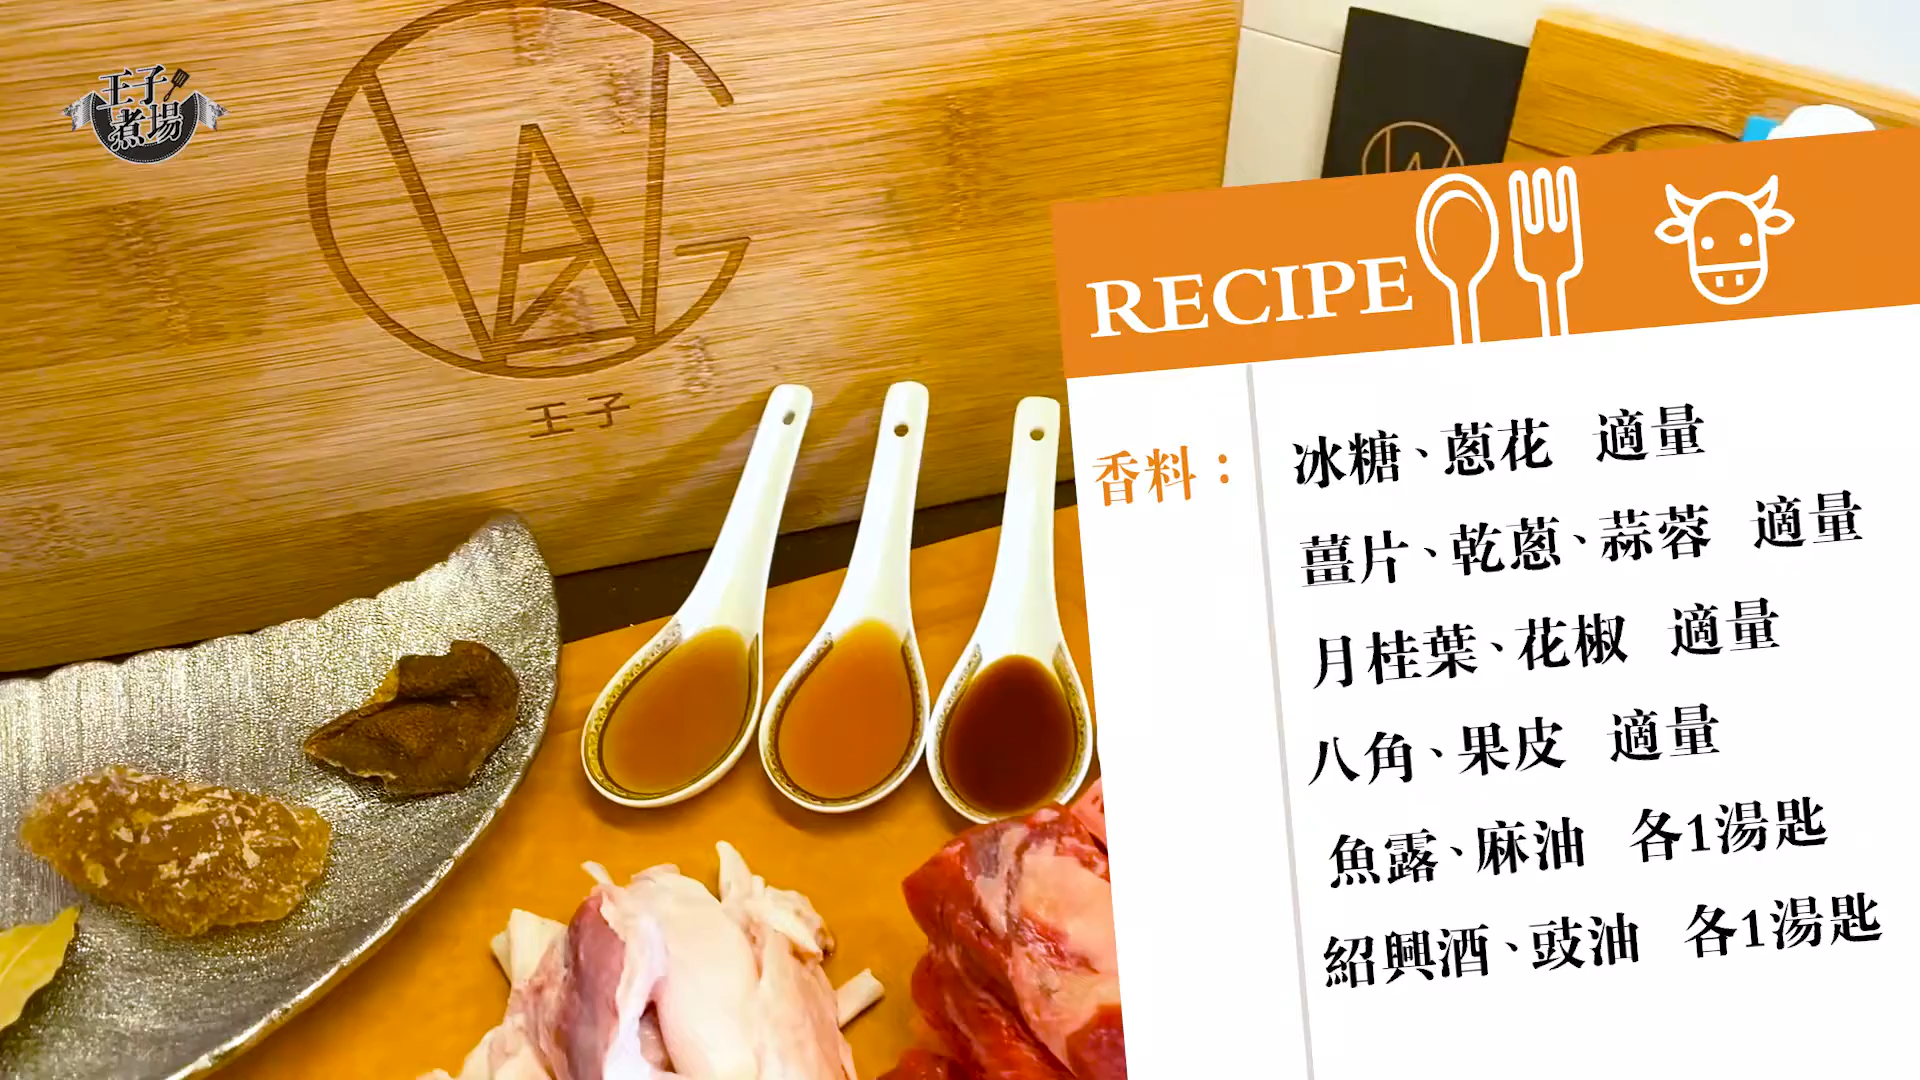 王子
煮場
王子
RECIPE
香料：
冰糖、蔥花 適量
薑片、乾蔥、蒜蓉 適量
月桂葉、花椒 適量
八角、果皮 適量
魚露、麻油 各1湯匙
紹興酒、豉油 各1湯匙